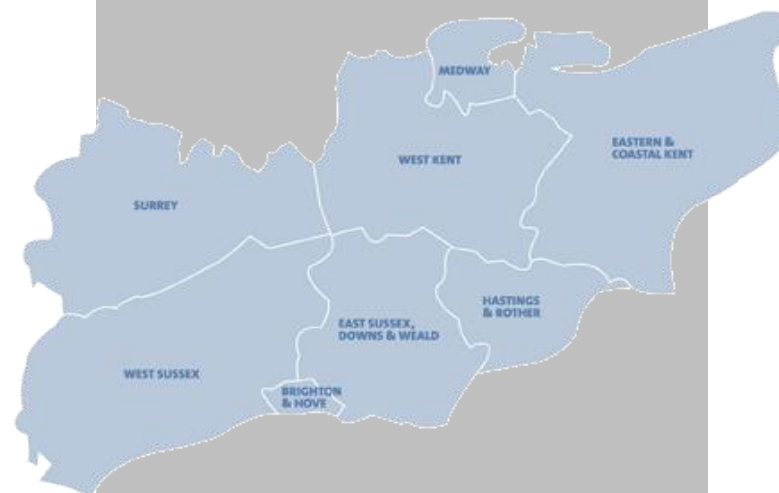 MEDWAY
EASTERN &
COASTAL KENT
WEST KENT
SURREY
HASTINGS
& ROTHER
EAST SUSSEX,
DOWNS & WEALD
WEST SUSSEX
BRIGHTON
& HOVE